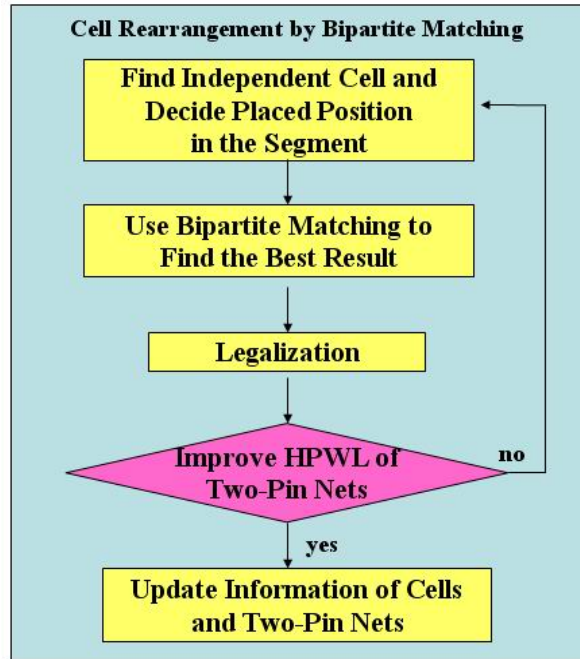 Cell Rearrangement by Bipartite Matching
Find Independent Cell and
Decide Placed Position
in the Segment
Use Bipartite Matching to
Find the Best Result
Legalization
Improve HPWL of
Two-Pin Nets
no
yes
Update Information of Cells
and Two-Pin Nets